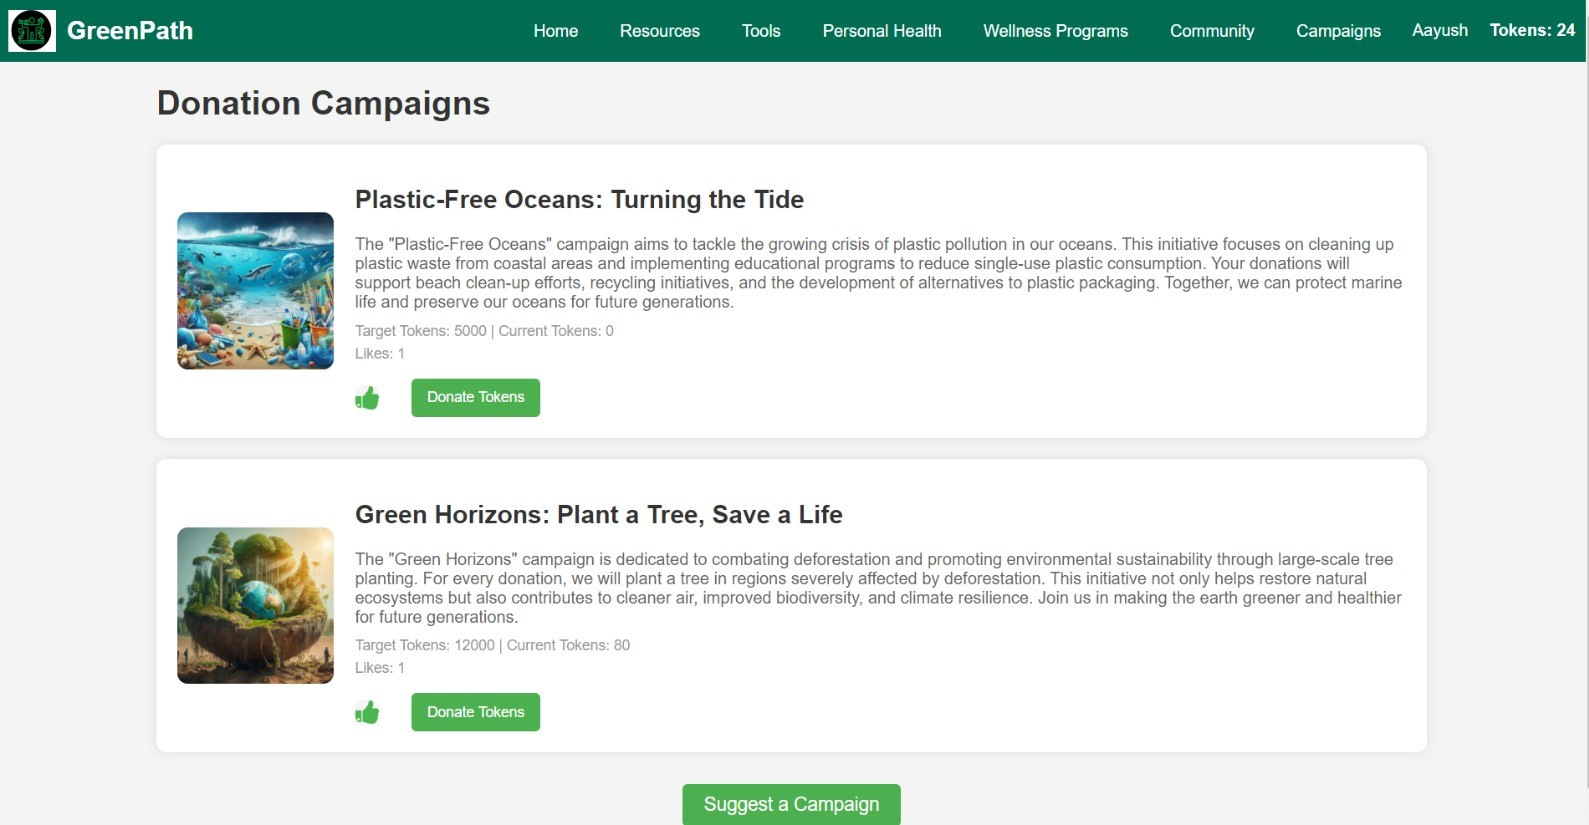 GreenPath
Home Resources Tools Personal Health Wellness Programs Community Campaigns Aayush Tokens: 24
Donation Campaigns
Plastic-Free Oceans: Turning the Tide
The "Plastic-Free Oceans" campaign aims to tackle the growing crisis of plastic pollution in our oceans. This initiative focuses on cleaning up
plastic waste from coastal areas and implementing educational programs to reduce single-use plastic consumption. Your donations will
support beach clean-up efforts, recycling initiatives, and the development of alternatives to plastic packaging. Together, we can protect marine
life and preserve our oceans for future generations.
Target Tokens: 5000 | Current Tokens: 0
Likes: 1
Donate Tokens
Green Horizons: Plant a Tree, Save a Life
The "Green Horizons" campaign is dedicated to combating deforestation and promoting environmental sustainability through large-scale tree
planting. For every donation, we will plant a tree in regions severely affected by deforestation. This initiative not only helps restore natural
ecosystems but also contributes to cleaner air, improved biodiversity, and climate resilience. Join us in making the earth greener and healthier
for future generations.
Target Tokens: 12000 | Current Tokens: 80
Likes: 1
Donate Tokens
Suggest a Campaign